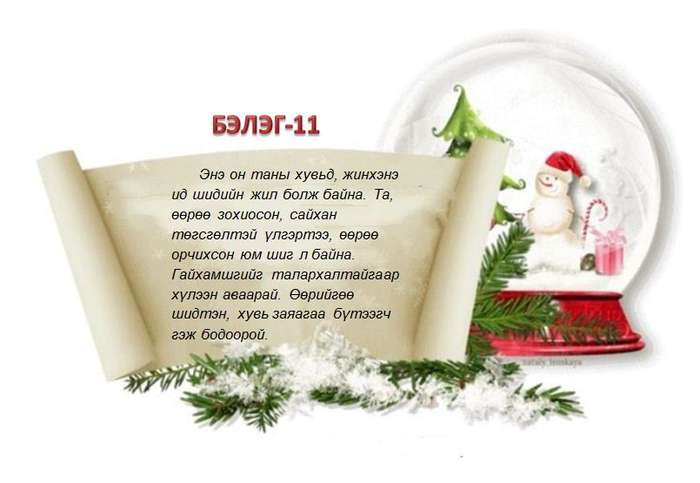 БЭЛЭГ-11
Энэ он таны хувьд, жинхэнэ
ид шидийн жил болж байна. Та,
өөрөө зохиосон, сайхан
төгсгөлтэй үлгэртээ, өөрөө
орчихсон юм шиг л байна.
Гайхамшгийг талархалтайгаар
хүлээн аваарай. Өөрийгөө
шидтэн, хувь заяагаа бүтээгч
гэж бодоорой.